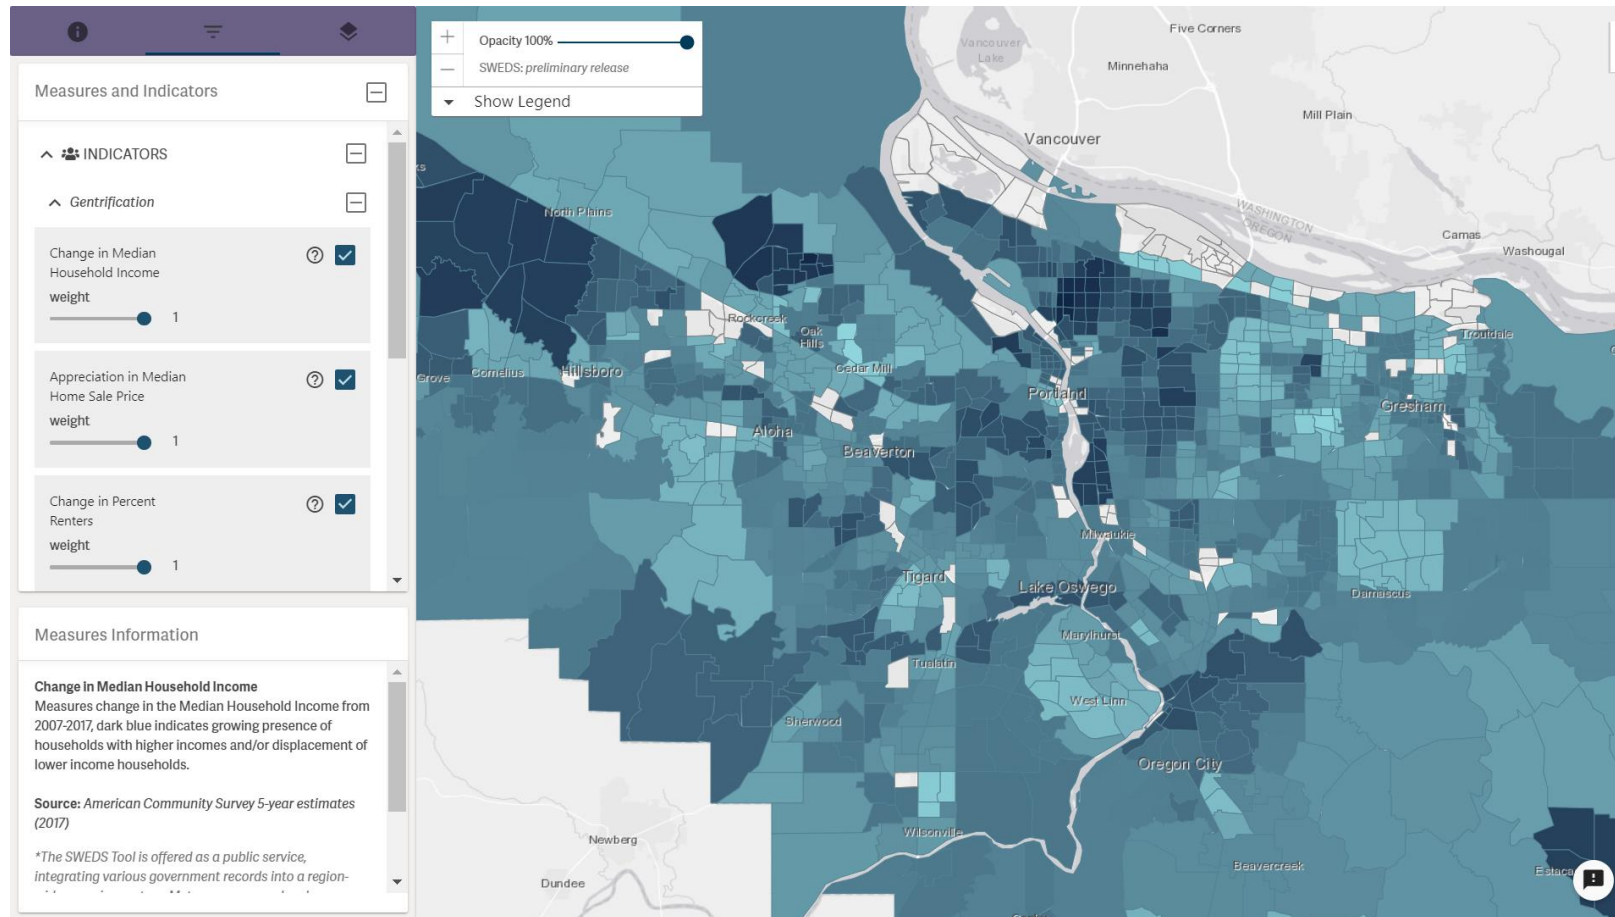 Measures and Indicators
INDICATORS
Gentrification
Change in Median
Household Income
weight
1
Appreciation in Median
Home Sale Price
weight
1
Change in Percent
Renters
weight
1
Measures Information
Change in Median Household Income
Measures change in the Median Household Income from
2007-2017, dark blue indicates growing presence of
households with higher incomes and/or displacement of
lower income households.
Source: American Community Survey 5-year estimates
(2017)
*The SWEDS Tool is offered as a public service,
integrating various government records into a region-
Opacity 100%
SWEDS: preliminary release
Show Legend
Five Corners
Vancouver
Lake
Minnehaha
Mill Plain
Vancouver
North Plains
WASHINGTON
OREGON
Camas
Washougal
Rockcreek
Oak
Hills
Troutdale
Grove
Cornelius
Hillsboro
Cedar Mill
Portland
Gresham
Aloha
Beaverton
Milwaukie
Tigard
Lake Oswego
Damascus
Marylhurst
Tualatin
West Linn
Sherwood
Oregon City
Wilsonville
Newberg
Beavercreek
Estaca
Dundee